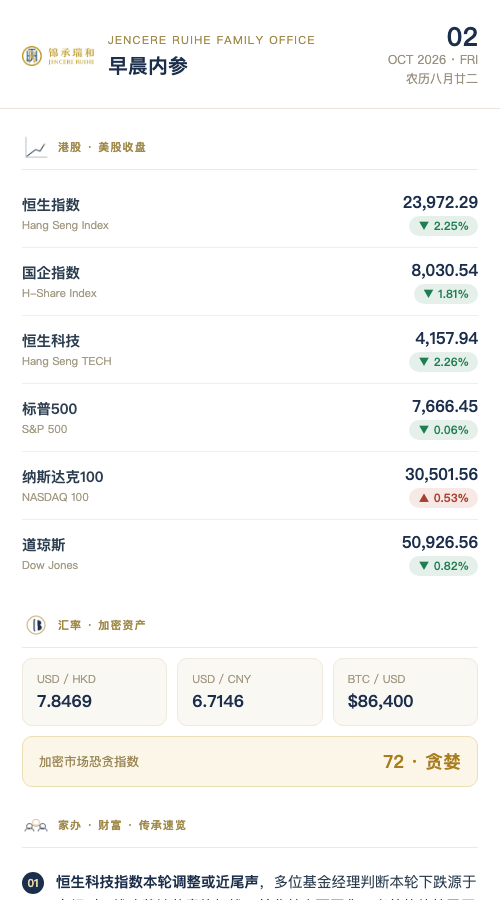 锦承瑞和
JENCERE RUIHE
JENCERE RUIHE FAMILY OFFICE
早晨内参
02
OCT 2026 · FRI
农历八月廿二
港股 · 美股收盘
恒生指数
Hang Seng Index
23,972.29
▼ 2.25%
国企指数
H-Share Index
8,030.54
▼ 1.81%
恒生科技
Hang Seng TECH
4,157.94
▼ 2.26%
标普500
S&P 500
7,666.45
▼ 0.06%
纳斯达克100
NASDAQ 100
30,501.56
▲ 0.53%
道琼斯
Dow Jones
50,926.56
▼ 0.82%
汇率 · 加密资产
USD / HKD
7.8469
USD / CNY
6.7146
BTC / USD
$86,400
加密市场恐贪指数
72 · 贪婪
家办 · 财富 · 传承速览
01
恒生科技指数本轮调整或近尾声，多位基金经理判断本轮下跌源于